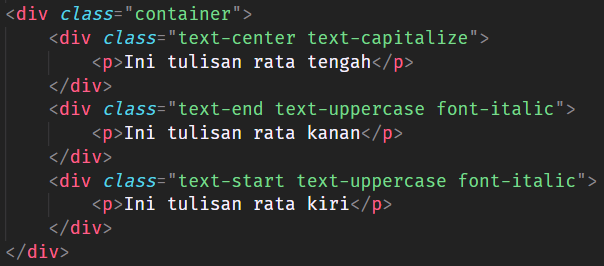 <div class="container">
    <div class="text-center text-capitalize">
        <p>Ini tulisan rata tengah</p>
    </div>
    <div class="text-end text-uppercase font-italic">
        <p>Ini tulisan rata kanan</p>
    </div>
    <div class="text-start text-uppercase font-italic">
        <p>Ini tulisan rata kiri</p>
    </div>
</div>